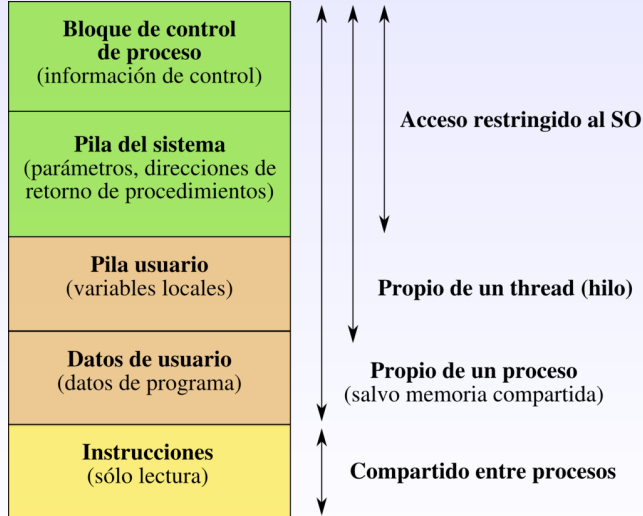 Bloque de control
de proceso
(información de control)
Pila del sistema
(parámetros, direcciones de
retorno de procedimientos)
Pila usuario
(variables locales)
Datos de usuario
(datos de programa)
Instrucciones
(sólo lectura)
Acceso restringido al SO
Propio de un thread (hilo)
Propio de un proceso
(salvo memoria compartida)
Compartido entre procesos